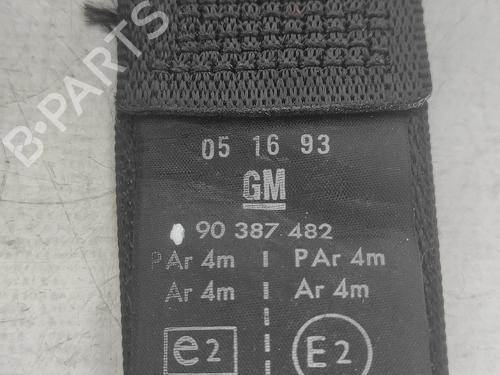 05 16 93
GM
90 387 482
PAr 4m PAr 4m
Ar 4m Ar 4m
e2 E2
B-PARTS